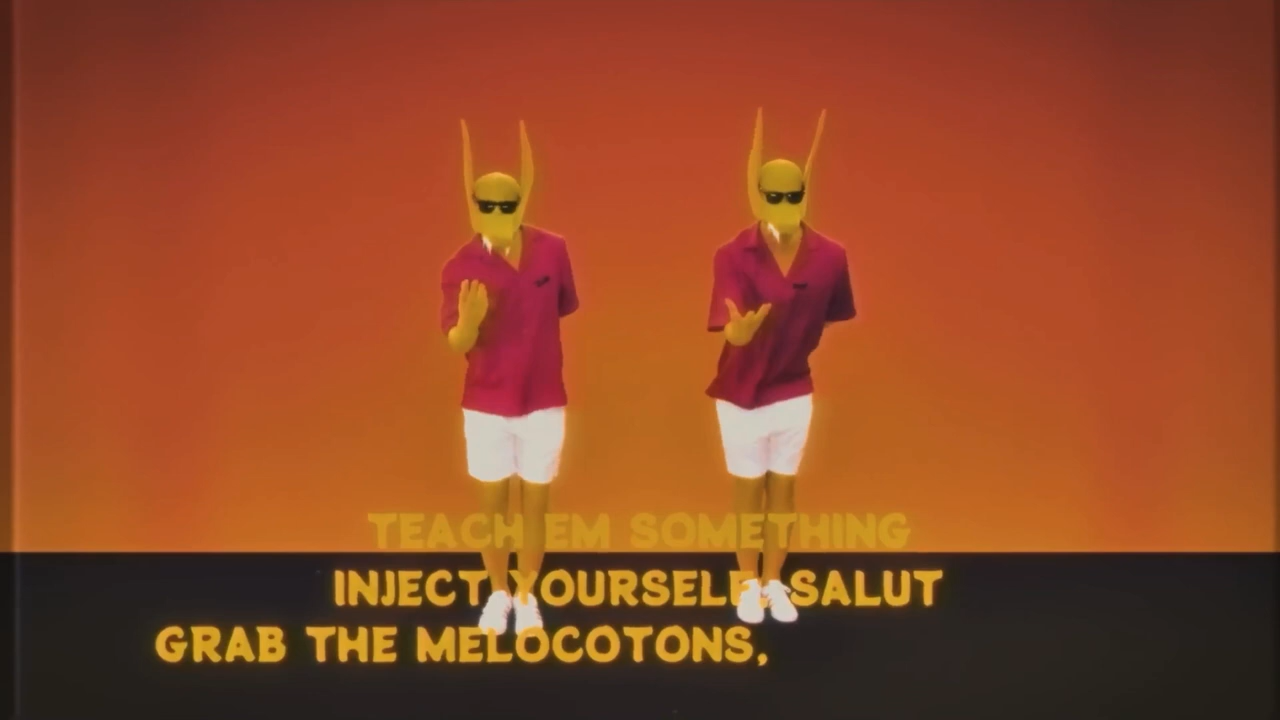 TEACH EM SOMETHING
INJECT YOURSELF, SALUT
GRAB THE MELOCOTONS,